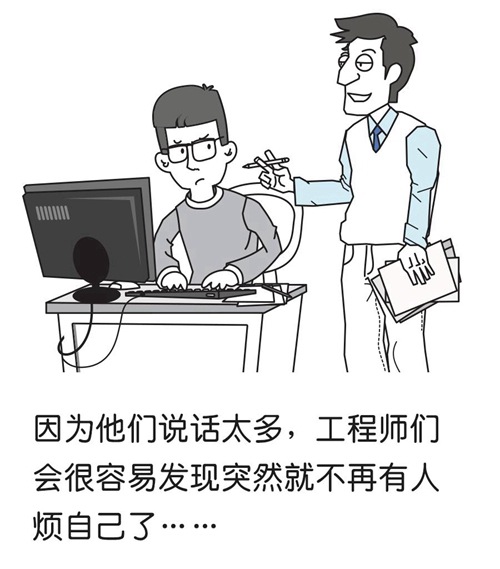 因为他们说话太多，工程师们
会很容易发现突然就不再有人
烦自己了……